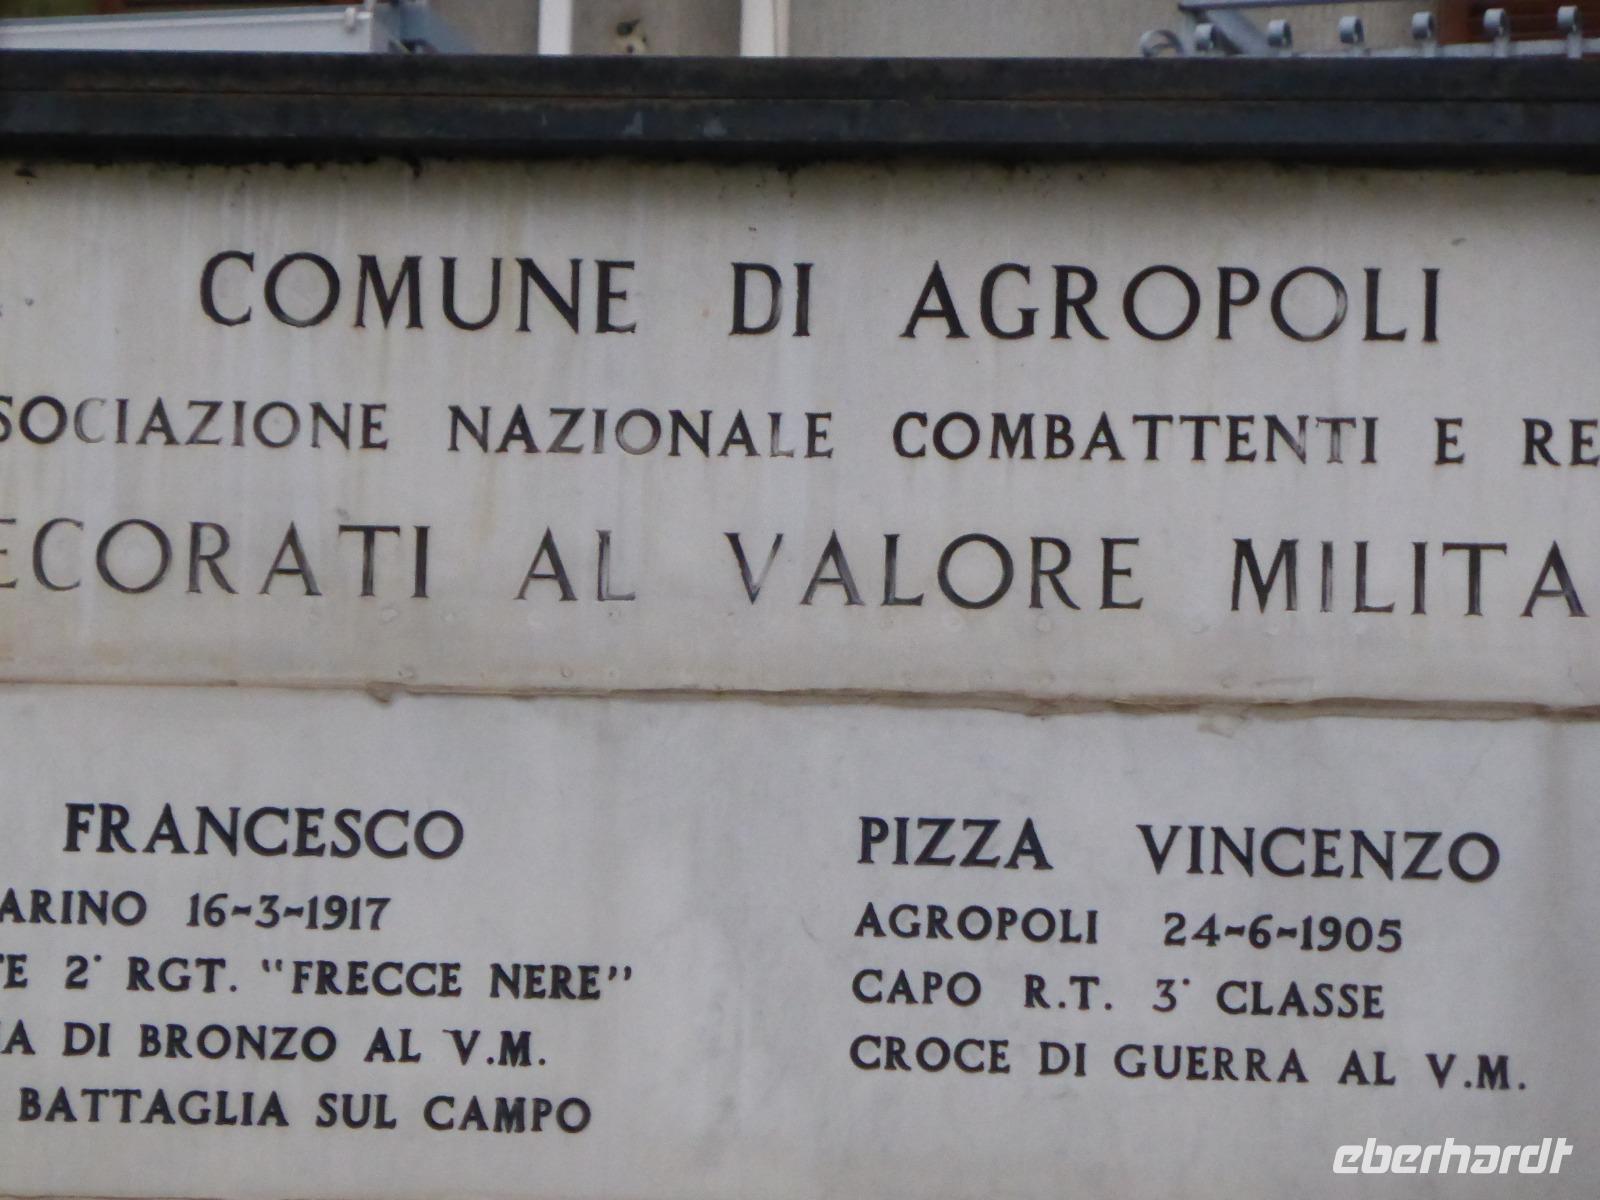 COMUNE DI AGROPOLI
SOCIAZIONE NAZIONALE COMBATTENTI E RE
ECORATI AL VALORE MILITA
FRANCESCO
ARINO 16-3-1917
TE 2° RGT. "FRECCE NERE"
IA DI BRONZO AL V.M.
BATTAGLIA SUL CAMPO
PIZZA VINCENZO
AGROPOLI 24-6-1905
CAPO R.T. 3° CLASSE
CROCE DI GUERRA AL V.M.
eberhardt